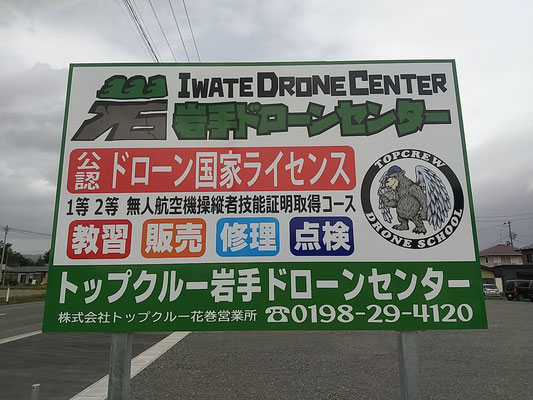 岩
IWATE DRONE CENTER
岩手ドローンセンター
公認 ドローン国家ライセンス
1等 2等 無人航空機操縦者技能証明取得コース
教習 販売 修理 点検
TOPCREW
DRONE SCHOOL
トップクルー岩手ドローンセンター
株式会社トップクルー花巻営業所 ☎0198-29-4120